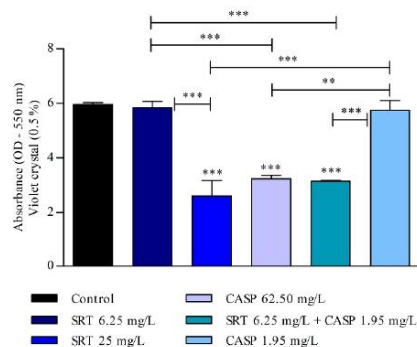 ***
***
***
***
**
***
***
***
***
Absorbance (OD - 550 nm)
Violet crystal (0.5%)
8
6
4
2
0
Control
SRT 6.25 mg/L
SRT 25 mg/L
CASP 62.50 mg/L
SRT 6.25 mg/L + CASP 1.95 mg/L
CASP 1.95 mg/L